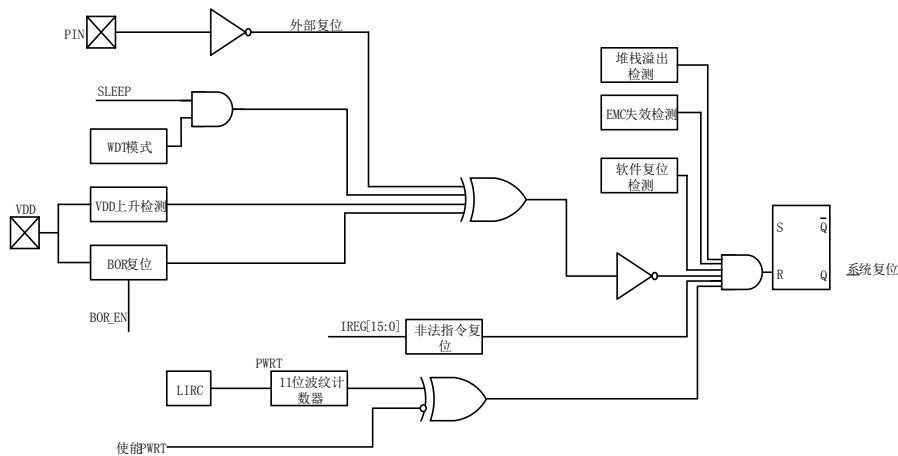 外部复位
PIN
堆栈溢出
检测
SLEEP
EMC失效检测
WDT模式
软件复位
检测
VDD上升检测
VDD
S
Q
BOR复位
R
Q
系统复位
BOR_EN
IREG[15:0]
非法指令复
位
PWRT
LIRC
11位波纹计
数器
使能PWRT